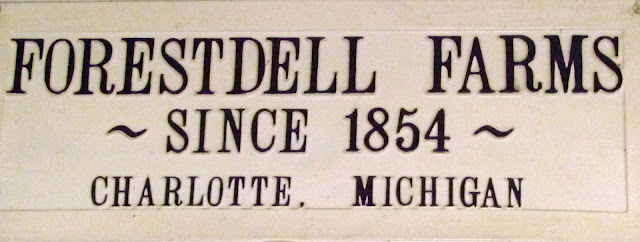 FORESTDELL FARMS
~ SINCE 1854 ~
CHARLOTTE. MICHIGAN